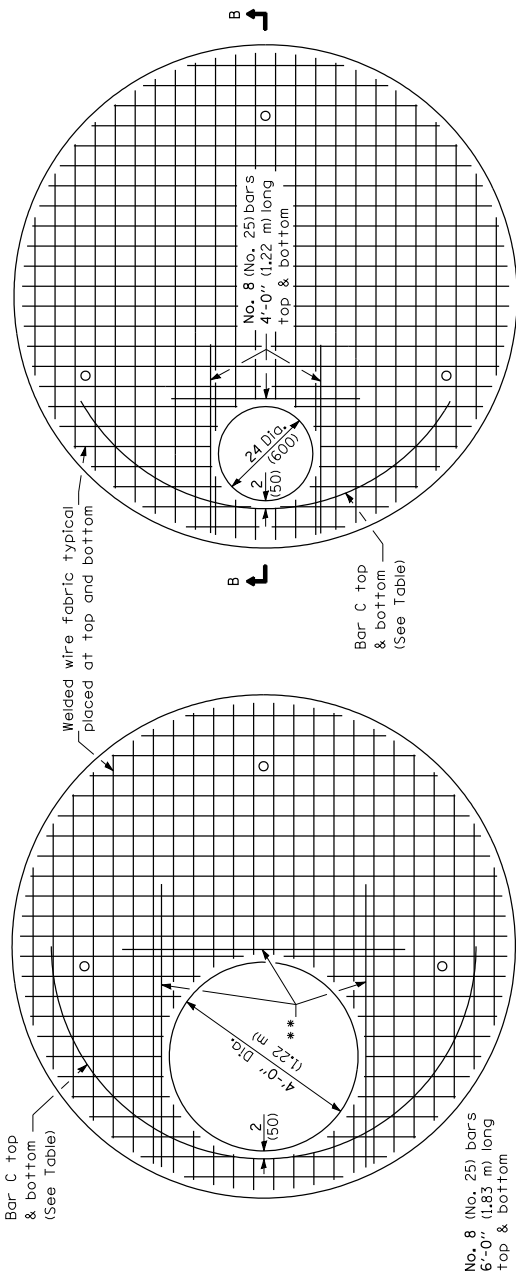 Bar C top
& bottom
(See Table)
Welded wire fabric typical
placed at top and bottom
4'-0" Dia.
(1.22 m)
2
(50)
**
No. 8 (No. 25) bars
6'-0" (1.83 m) long
top & bottom
B
B
No. 8 (No. 25) bars
4'-0" (1.22 m) long
top & bottom
24 Dia.
(600)
2
(50)
Bar C top
& bottom
(See Table)